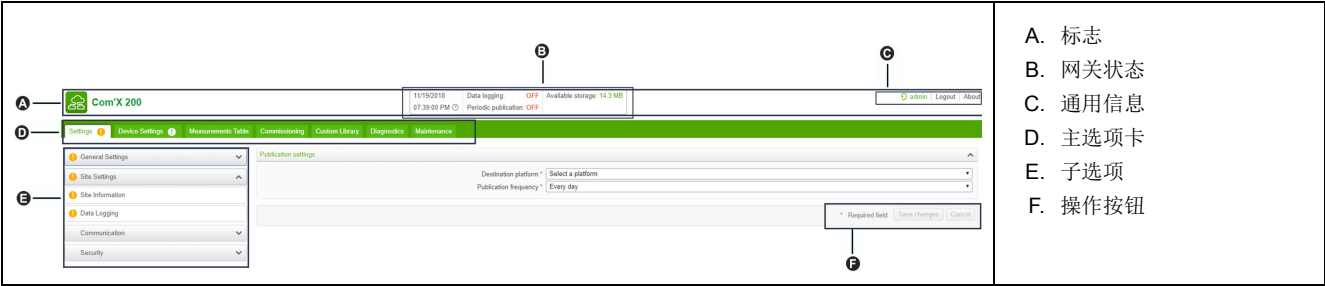 B
C
A
Com'X 200
11/19/2018 Data logging: OFF Available storage: 14.3 MB
07:39:00 PM Periodic publication: OFF
admin Logout About
D
Settings Device Settings Measurements Table Commissioning Custom Library Diagnostics Maintenance
General Settings
Publication settings
Site Settings
Destination platform * Select a platform
Publication frequency * Every day
E
Site Information
Data Logging
* Required field Save changes Cancel
Communication
Security
F
A. 标志
B. 网关状态
C. 通用信息
D. 主选项卡
E. 子选项
F. 操作按钮